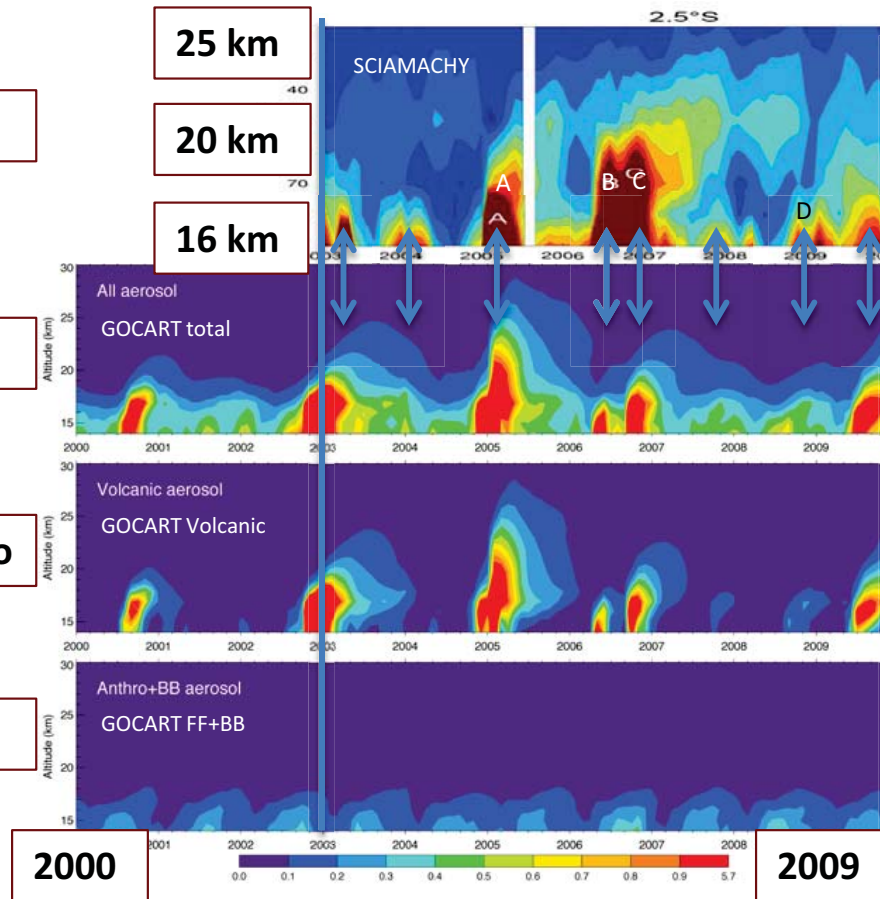 2.5°S
25 km
SCIAMACHY
40
20 km
70
A
B
C
A
B
C
D
16 km
2003 2004 2005 2006 2006 2007 2008 2009
30
All aerosol
GOCART total
25
Altitude (km)
20
15
2000 2001 2002 2003 2004 2005 2006 2007 2008 2009
30
Volcanic aerosol
GOCART Volcanic
25
Altitude (km)
20
15
o
2000 2001 2002 2003 2004 2005 2006 2007 2008 2009
30
Anthro+BB aerosol
GOCART FF+BB
25
Altitude (km)
20
15
2001 2002 2003 2004 2005 2006 2007 2008
2000
2009
0.0 0.1 0.2 0.3 0.4 0.5 0.6 0.7 0.8 0.9 5.7